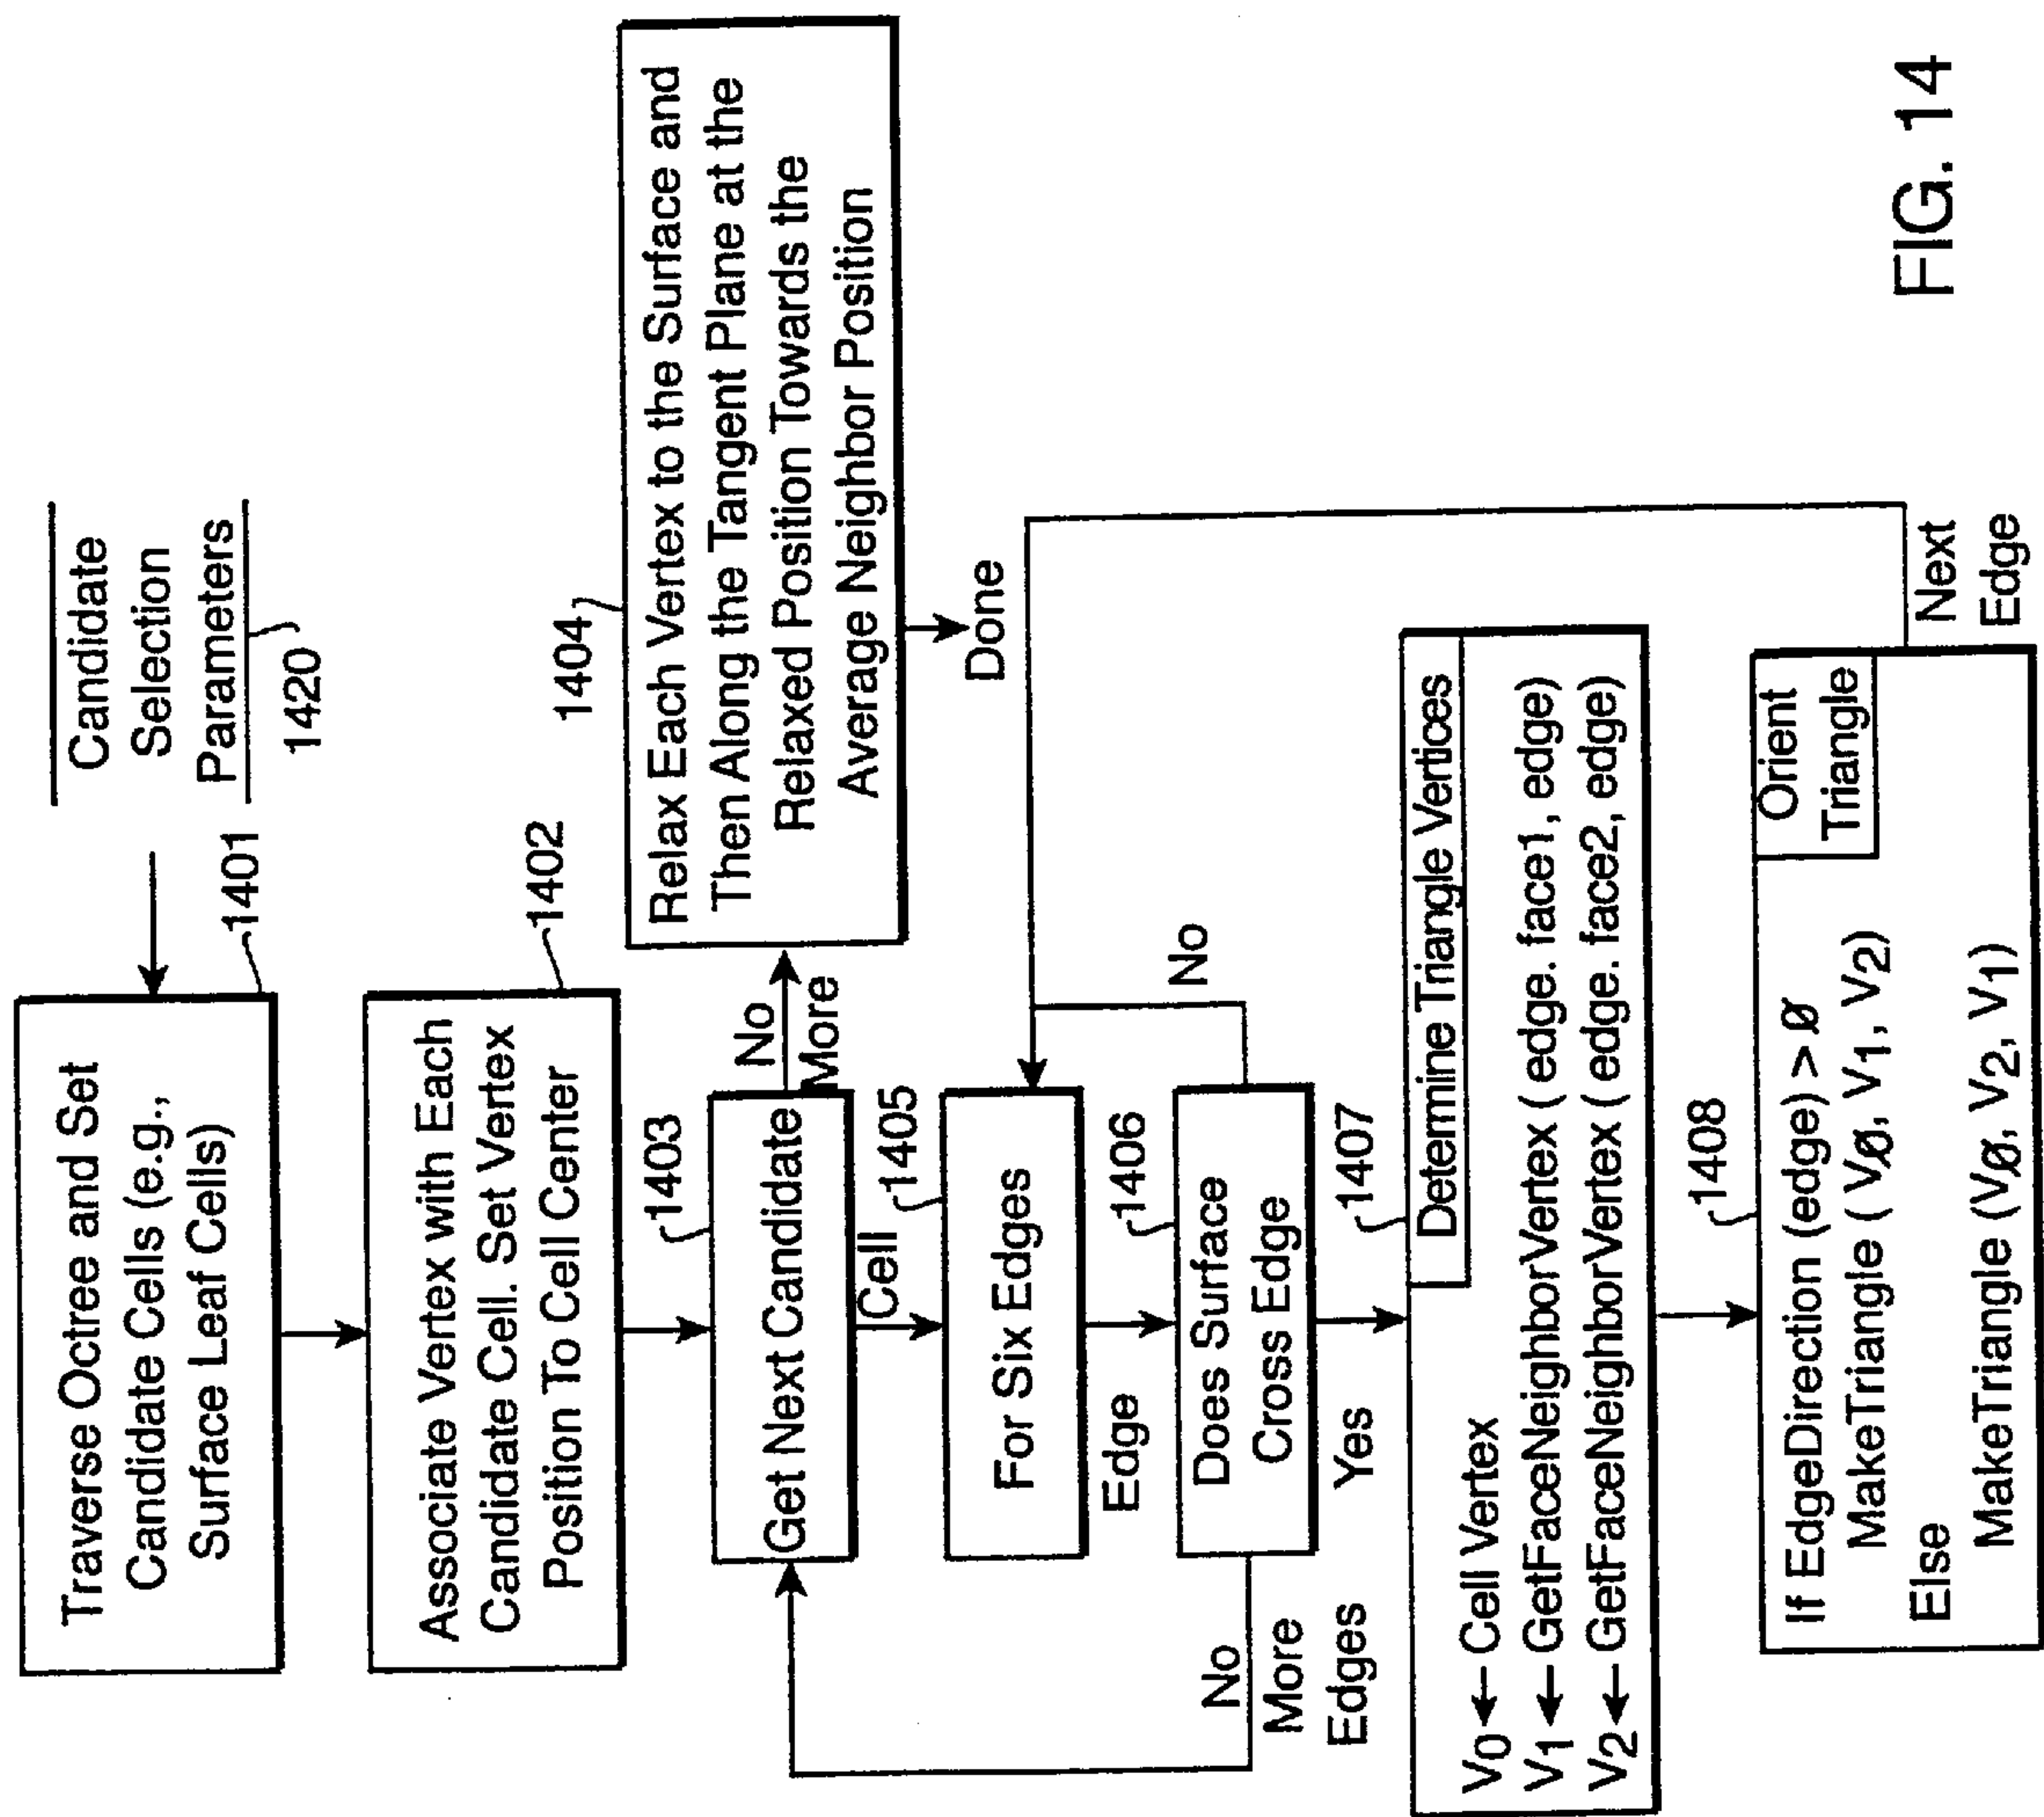 Candidate
Selection
Parameters
1420
Traverse Octree and Set
Candidate Cells (e.g.,
Surface Leaf Cells)
1401
Associate Vertex with Each
Candidate Cell. Set Vertex
Position To Cell Center
1402
Get Next Candidate
1403
No
More
Relax Each Vertex to the Surface and
Then Along the Tangent Plane at the
Relaxed Position Towards the
Average Neighbor Position
1404
Done
Cell
For Six Edges
1405
Edge
Does Surface
Cross Edge
1406
No
No
More
Edges
Yes
1407
Determine Triangle Vertices
V0 ← Cell Vertex
V1 ← GetFaceNeighborVertex ( edge. face1, edge)
V2 ← GetFaceNeighborVertex ( edge. face2, edge)
1408
Orient
Triangle
If EdgeDirection (edge) > Ø
MakeTriangle ( VØ, V1, V2)
Else
MakeTriangle (VØ, V2, V1)
Next
Edge
FIG. 14